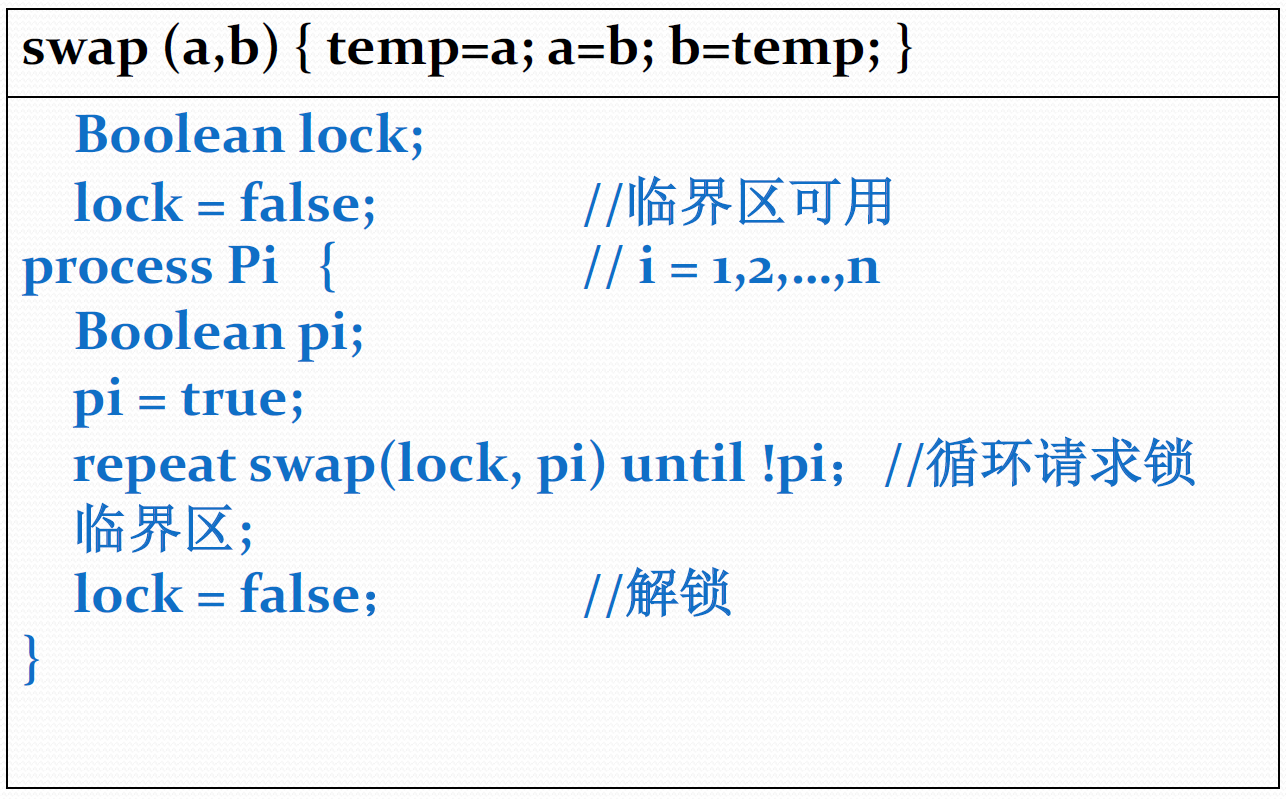 swap (a,b) { temp=a; a=b; b=temp; }
Boolean lock;
lock = false; //临界区可用
process Pi { // i = 1,2,...,n
Boolean pi;
pi = true;
repeat swap(lock, pi) until !pi；//循环请求锁
临界区;
lock = false； //解锁
}